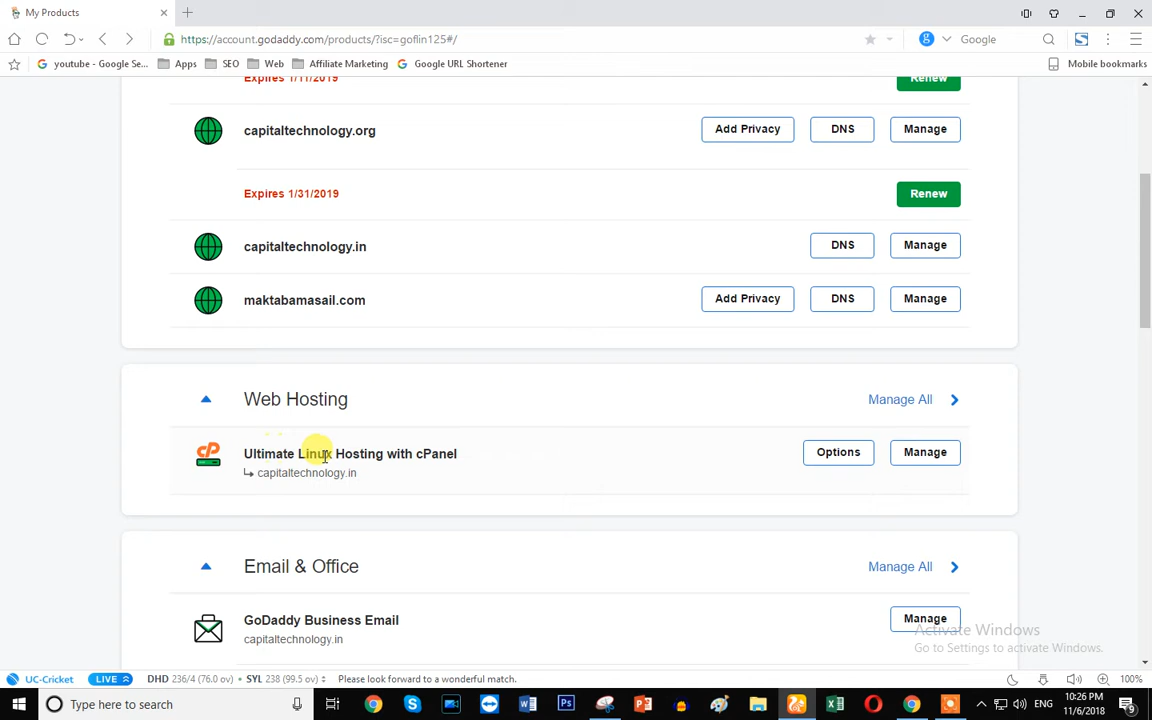 My Products
https://account.godaddy.com/products/?isc=goflin125#/
Google
youtube - Google Se...
Apps
SEO
Web
Affiliate Marketing
Google URL Shortener
Mobile bookmarks
Expires 1/11/2019
Renew
capitaltechnology.org
Add Privacy
DNS
Manage
Expires 1/31/2019
Renew
capitaltechnology.in
DNS
Manage
maktabamasail.com
Add Privacy
DNS
Manage
Web Hosting
Manage All
cP
Ultimate Linux Hosting with cPanel
capitaltechnology.in
Options
Manage
Email & Office
Manage All
GoDaddy Business Email
capitaltechnology.in
Manage
Activate Windows
Go to Settings to activate Windows.
UC-Cricket
LIVE
DHD 236/4 (76.0 ov) • SYL 238 (99.5 ov)
Please look forward to a wonderful match.
100%
Type here to search
ENG
10:26 PM
11/6/2018